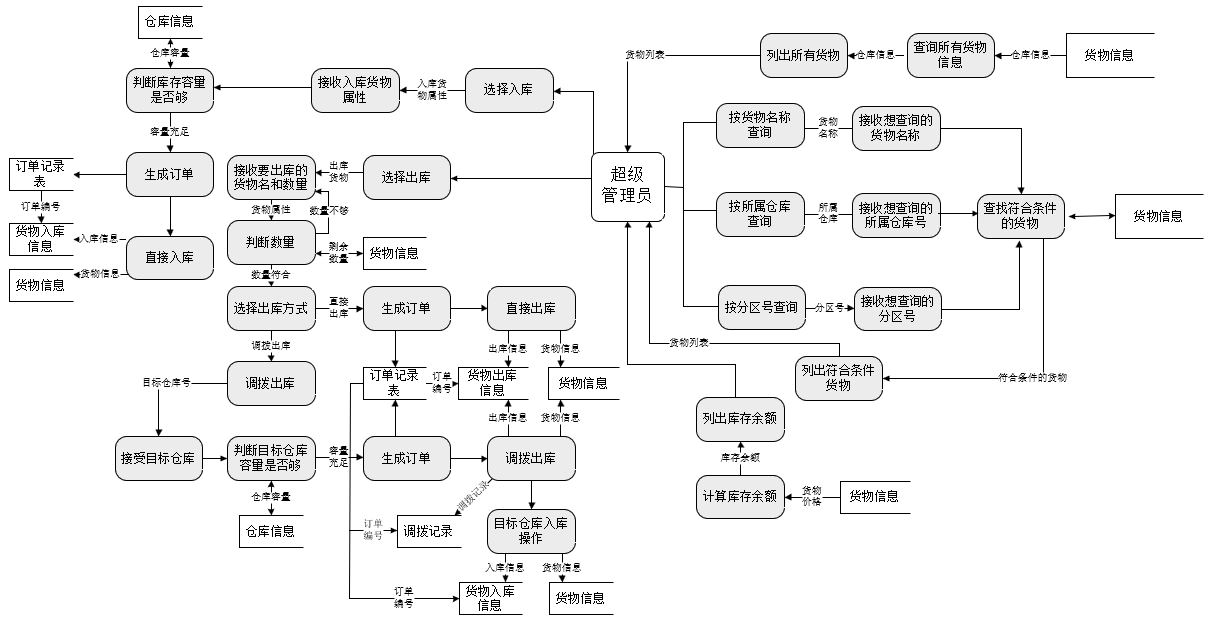 仓库信息
仓库容量
判断库存容量
是否够
容量充足
生成订单
订单记录
表
订单编号
货物入库
信息
入库信息
直接入库
货物信息
货物信息
接收入库货物
属性
入库货
物属性
选择入库
接收要出库的
货物名和数量
出库
货物
选择出库
货物属性
数量不够
判断数量
剩余
数量
货物信息
数量符合
选择出库方式
直接
出库
生成订单
直接出库
调拨出库
出库信息
货物信息
目标仓库号
调拨出库
订单记录
表
订单
编号
货物出库
信息
货物信息
出库信息
货物信息
接受目标仓库
判断目标仓库
容量是否够
容量
充足
生成订单
调拨出库
仓库容量
仓库信息
调拨记录
订单
编号
调拨记录
目标仓库入库
操作
入库信息
货物信息
订单
编号
货物入库
信息
货物信息
超级
管理员
货物列表
列出所有货物
仓库信息
查询所有货物
信息
仓库信息
货物信息
按货物名称
查询
货物
名称
接收想查询的
货物名称
按所属仓库
查询
所属
仓库
接收想查询的
所属仓库号
查找符合条件
的货物
货物信息
按分区号查询
分区号
接收想查询的
分区号
货物列表
列出符合条件
货物
符合条件的货物
列出库存余额
库存余额
计算库存余额
货物
价格
货物信息